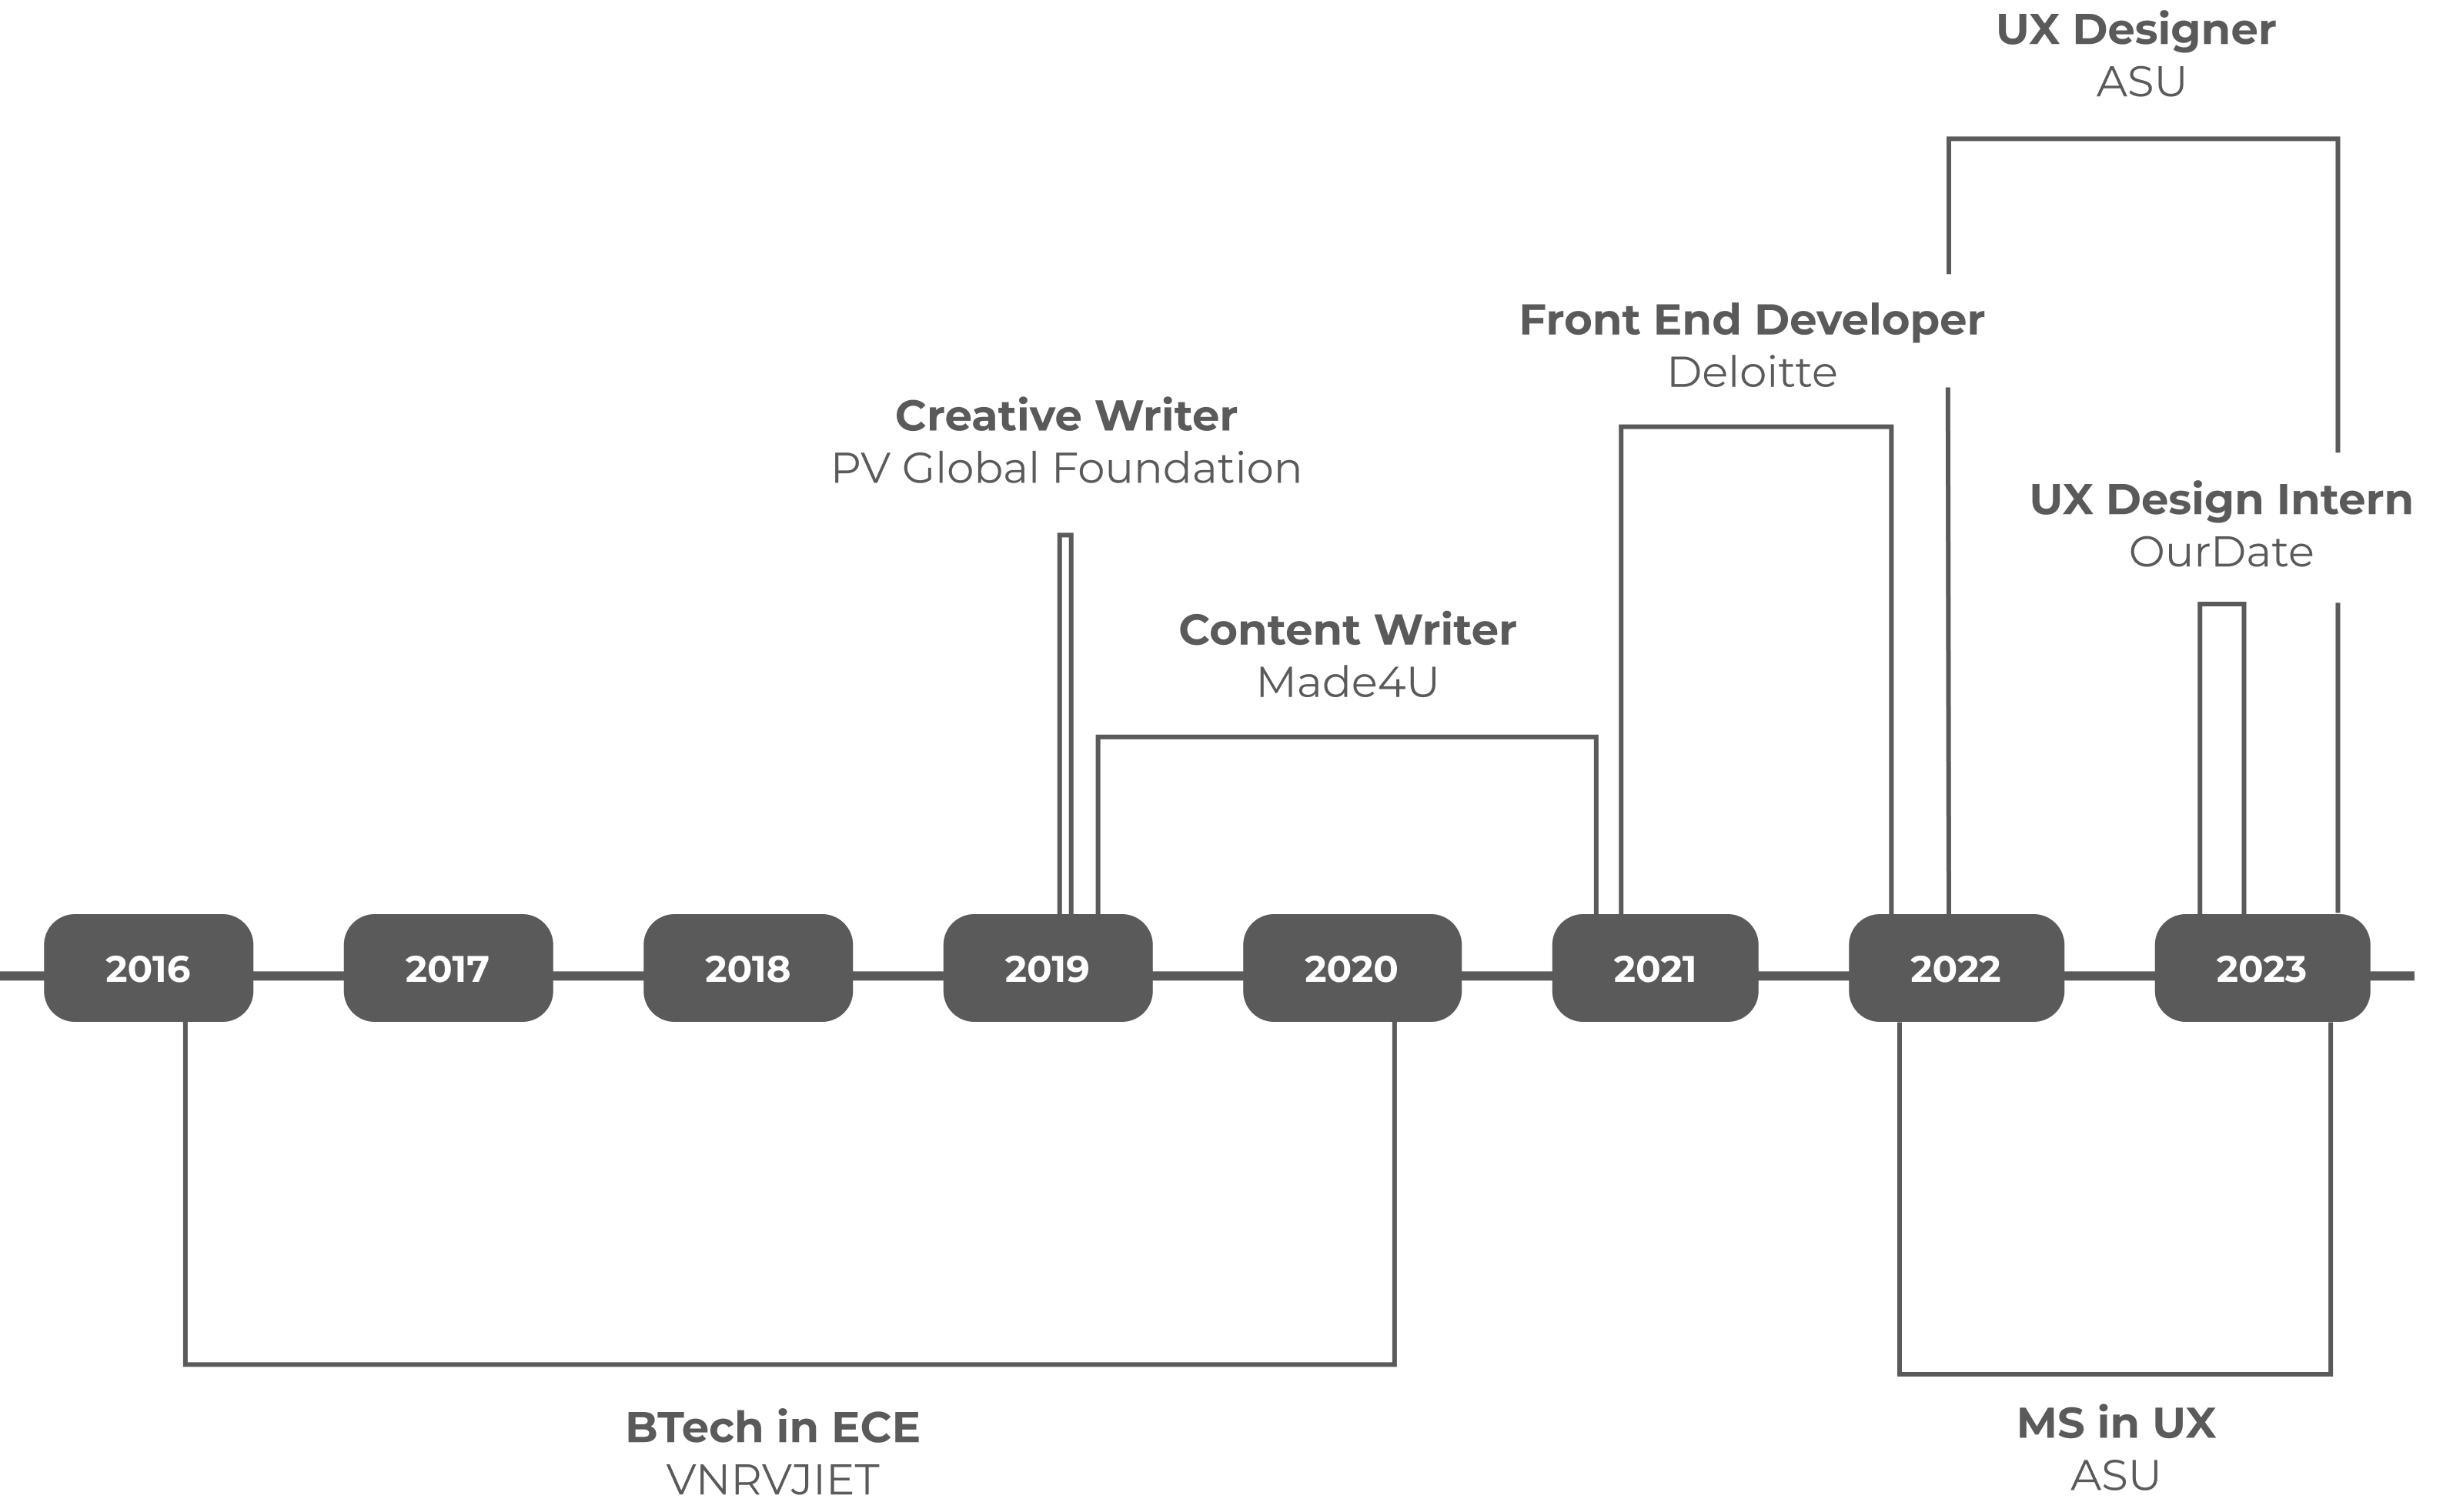 UX Designer
ASU
Front End Developer
Deloitte
Creative Writer
PV Global Foundation
UX Design Intern
OurDate
Content Writer
Made4U
2016
2017
2018
2019
2020
2021
2022
2023
BTech in ECE
VNRVJIET
MS in UX
ASU